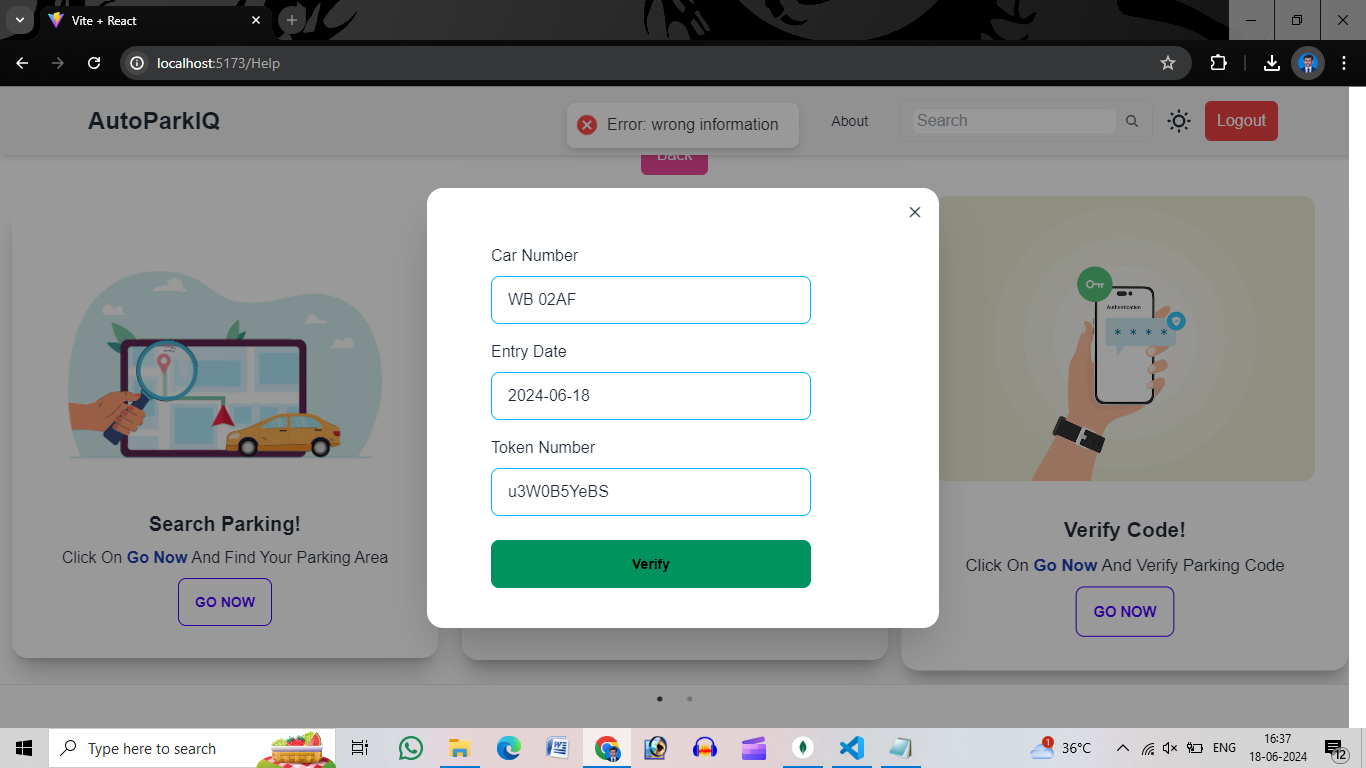 Vite + React
localhost:5173/Help
AutoParkIQ
Error: wrong information
About
Search
Logout
Back
Car Number
WB 02AF
Entry Date
2024-06-18
Token Number
u3W0B5YeBS
Verify
Search Parking!
Click On Go Now And Find Your Parking Area
GO NOW
Authentication
* * * *
Verify Code!
Click On Go Now And Verify Parking Code
GO NOW
Type here to search
1
36°C
ENG
16:37
18-06-2024
12